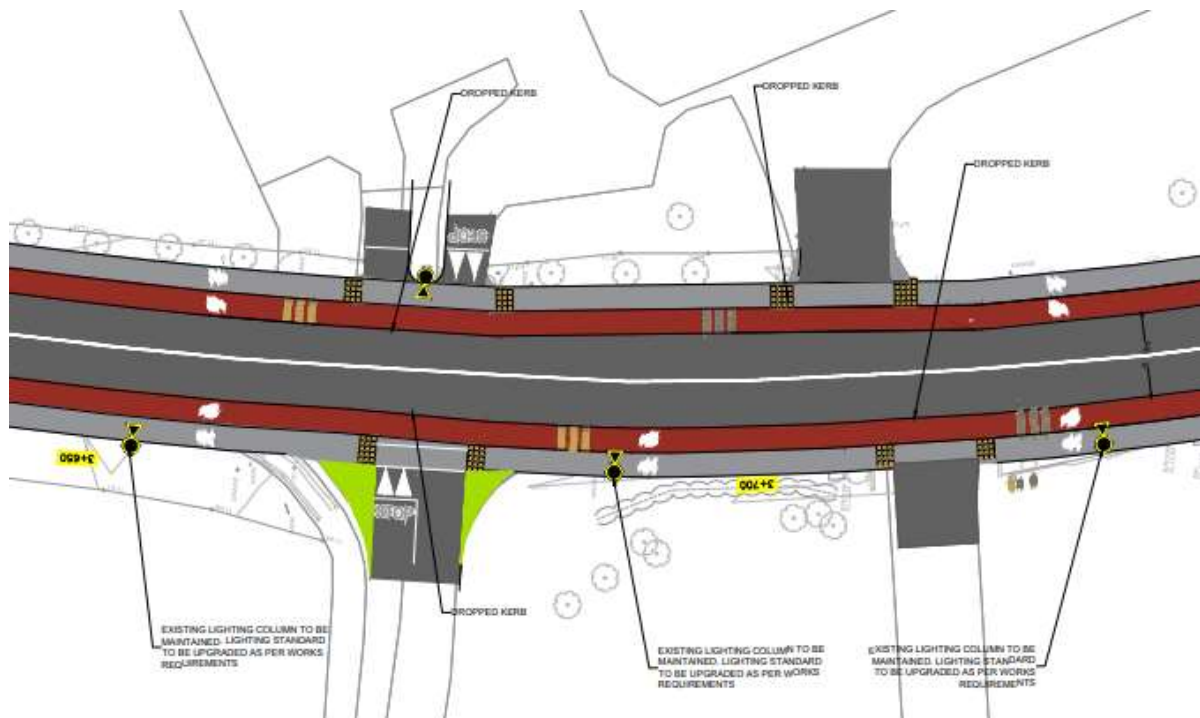 DROPPED KERB
DROPPED KERB
DROPPED KERB
STOP
3+650
3+700
STOP
DROPPED KERB
EXISTING LIGHTING COLUMN TO BE
MAINTAINED. LIGHTING STANDARD
TO BE UPGRADED AS PER WORKS
REQUIREMENTS
EXISTING LIGHTING COLUMN TO BE
MAINTAINED. LIGHTING STANDARD
TO BE UPGRADED AS PER WORKS
REQUIREMENTS
EXISTING LIGHTING COLUMN TO BE
MAINTAINED. LIGHTING STANDARD
TO BE UPGRADED AS PER WORKS
REQUIREMENTS